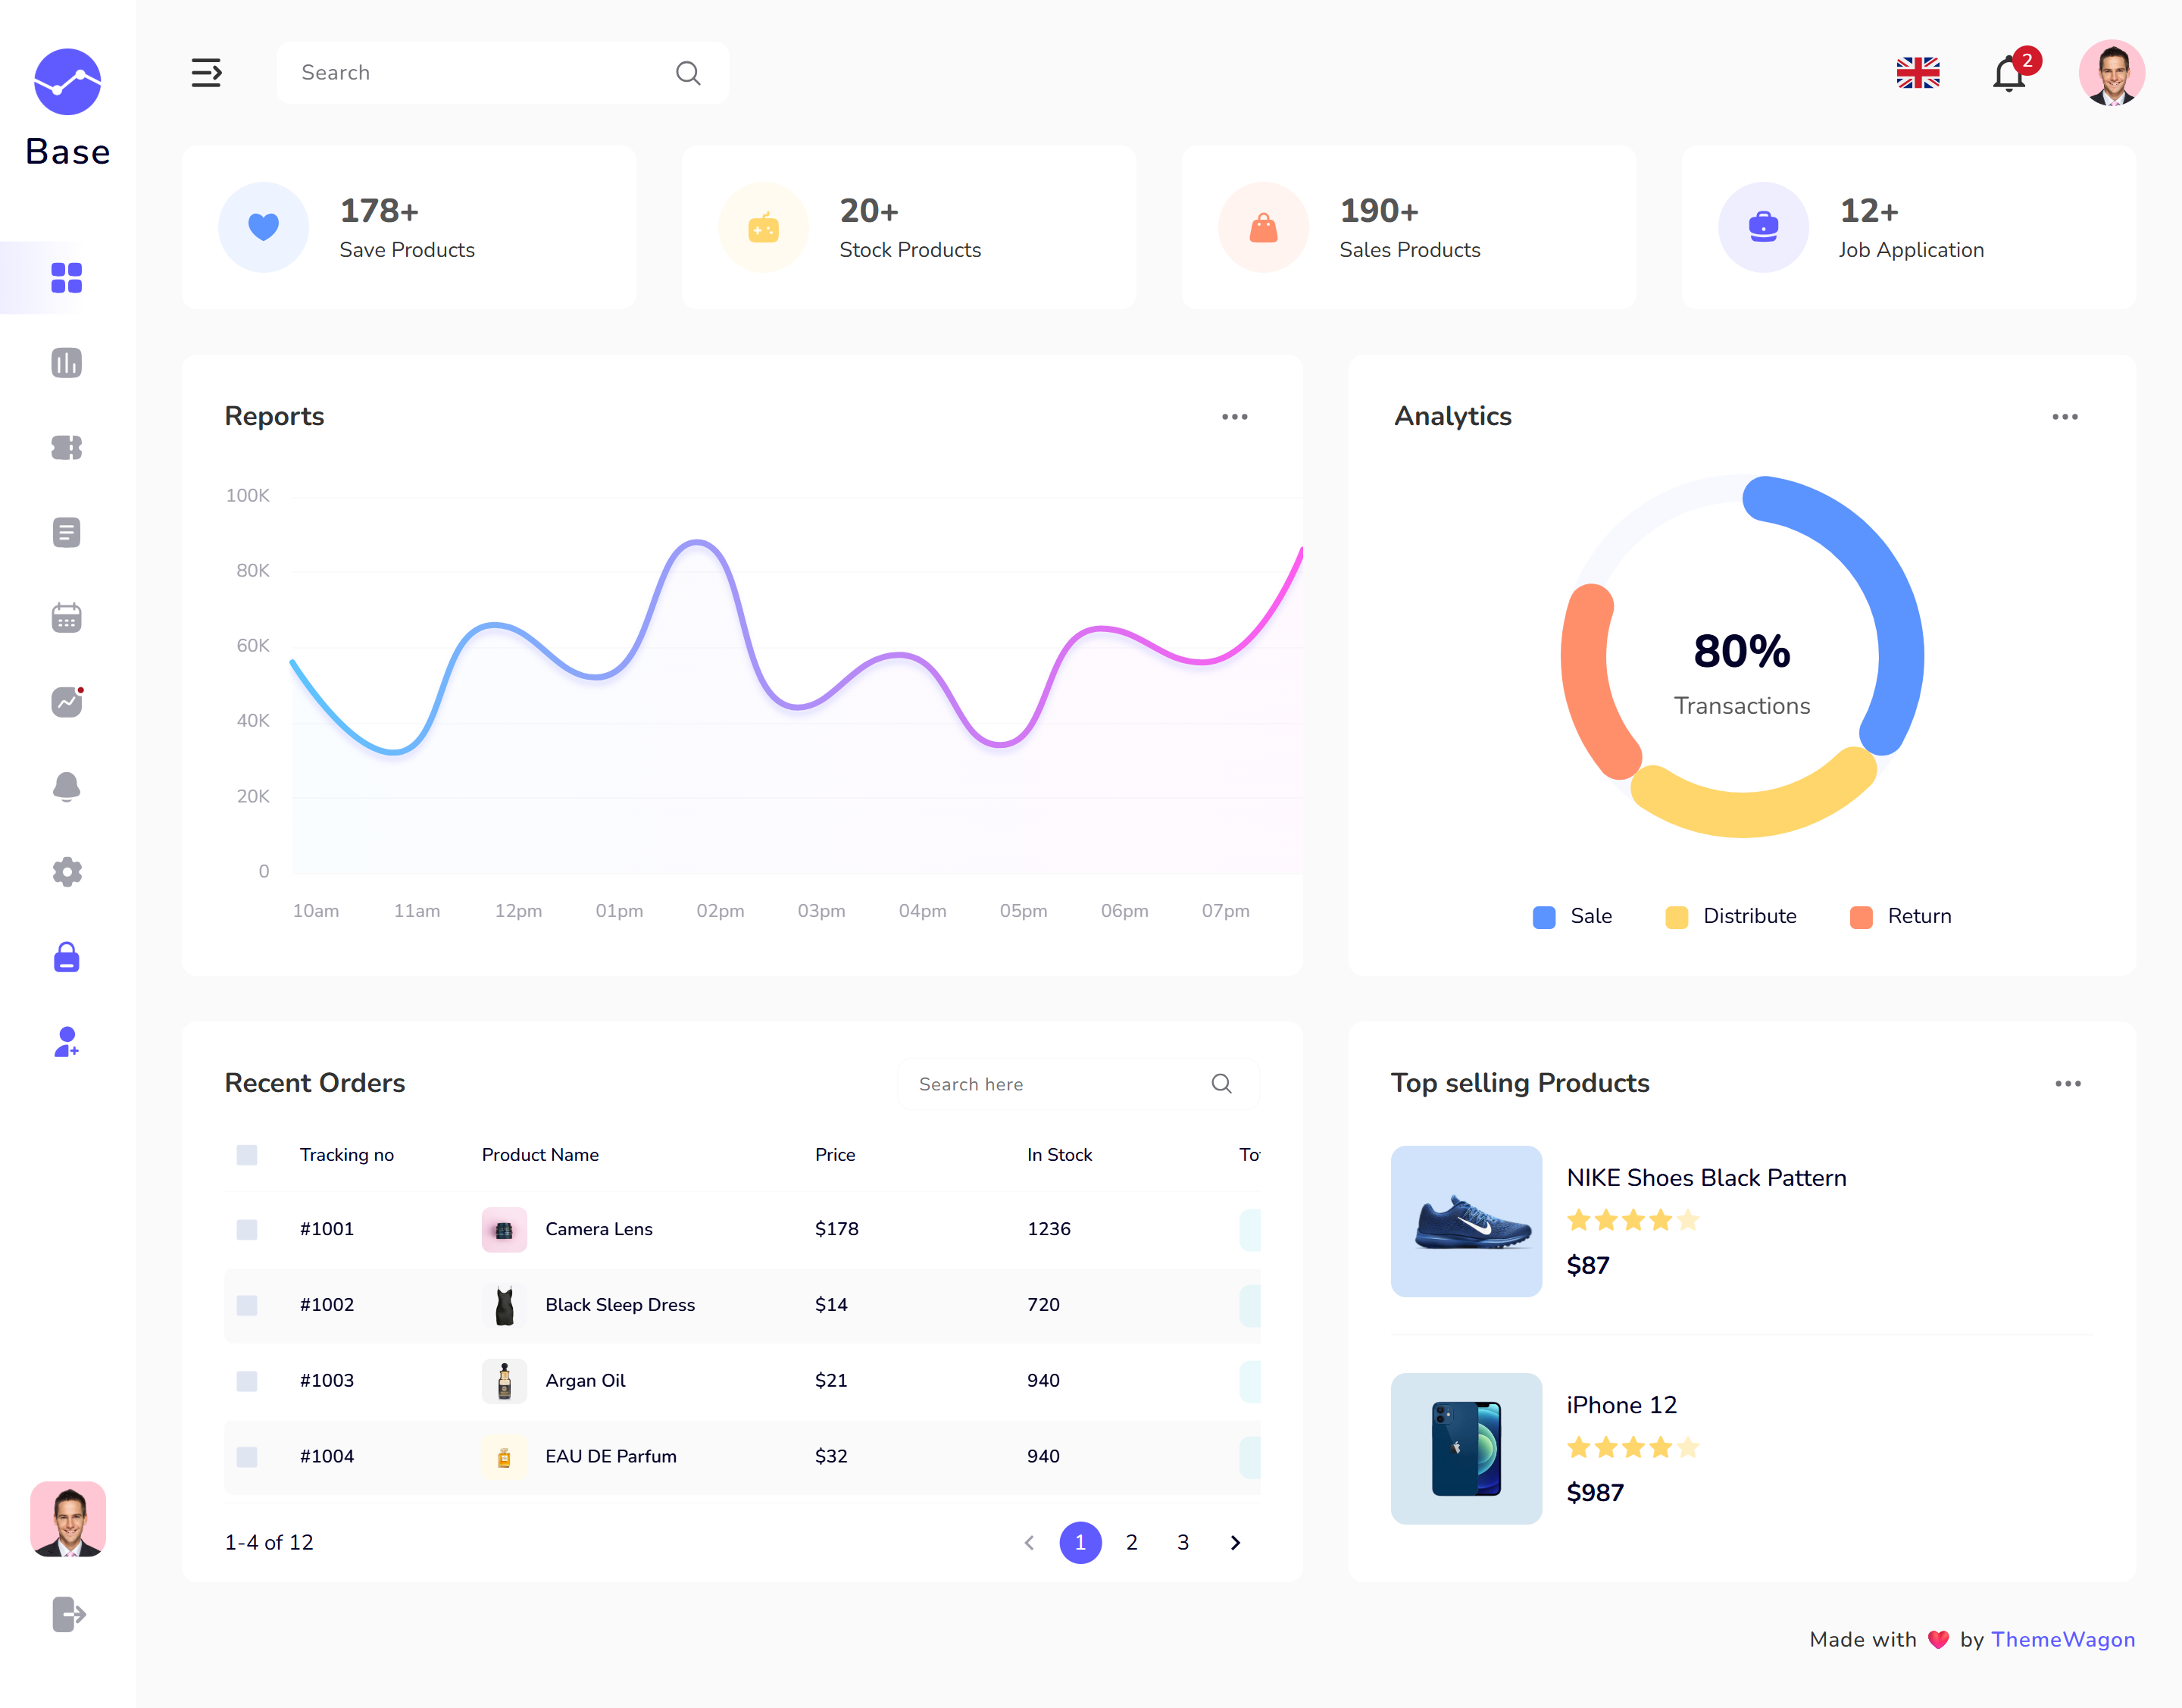 Base
Search
2
178+
Save Products
20+
Stock Products
190+
Sales Products
12+
Job Application
Reports
100K
80K
60K
40K
20K
0
10am 11am 12pm 01pm 02pm 03pm 04pm 05pm 06pm 07pm
Analytics
80%
Transactions
Sale Distribute Return
Recent Orders
Search here
Tracking no Product Name Price In Stock
#1001 Camera Lens $178 1236
#1002 Black Sleep Dress $14 720
#1003 Argan Oil $21 940
#1004 EAU DE Parfum $32 940
1-4 of 12
1 2 3
Top selling Products
NIKE Shoes Black Pattern
$87
iPhone 12
$987
Made with ❤️ by ThemeWagon